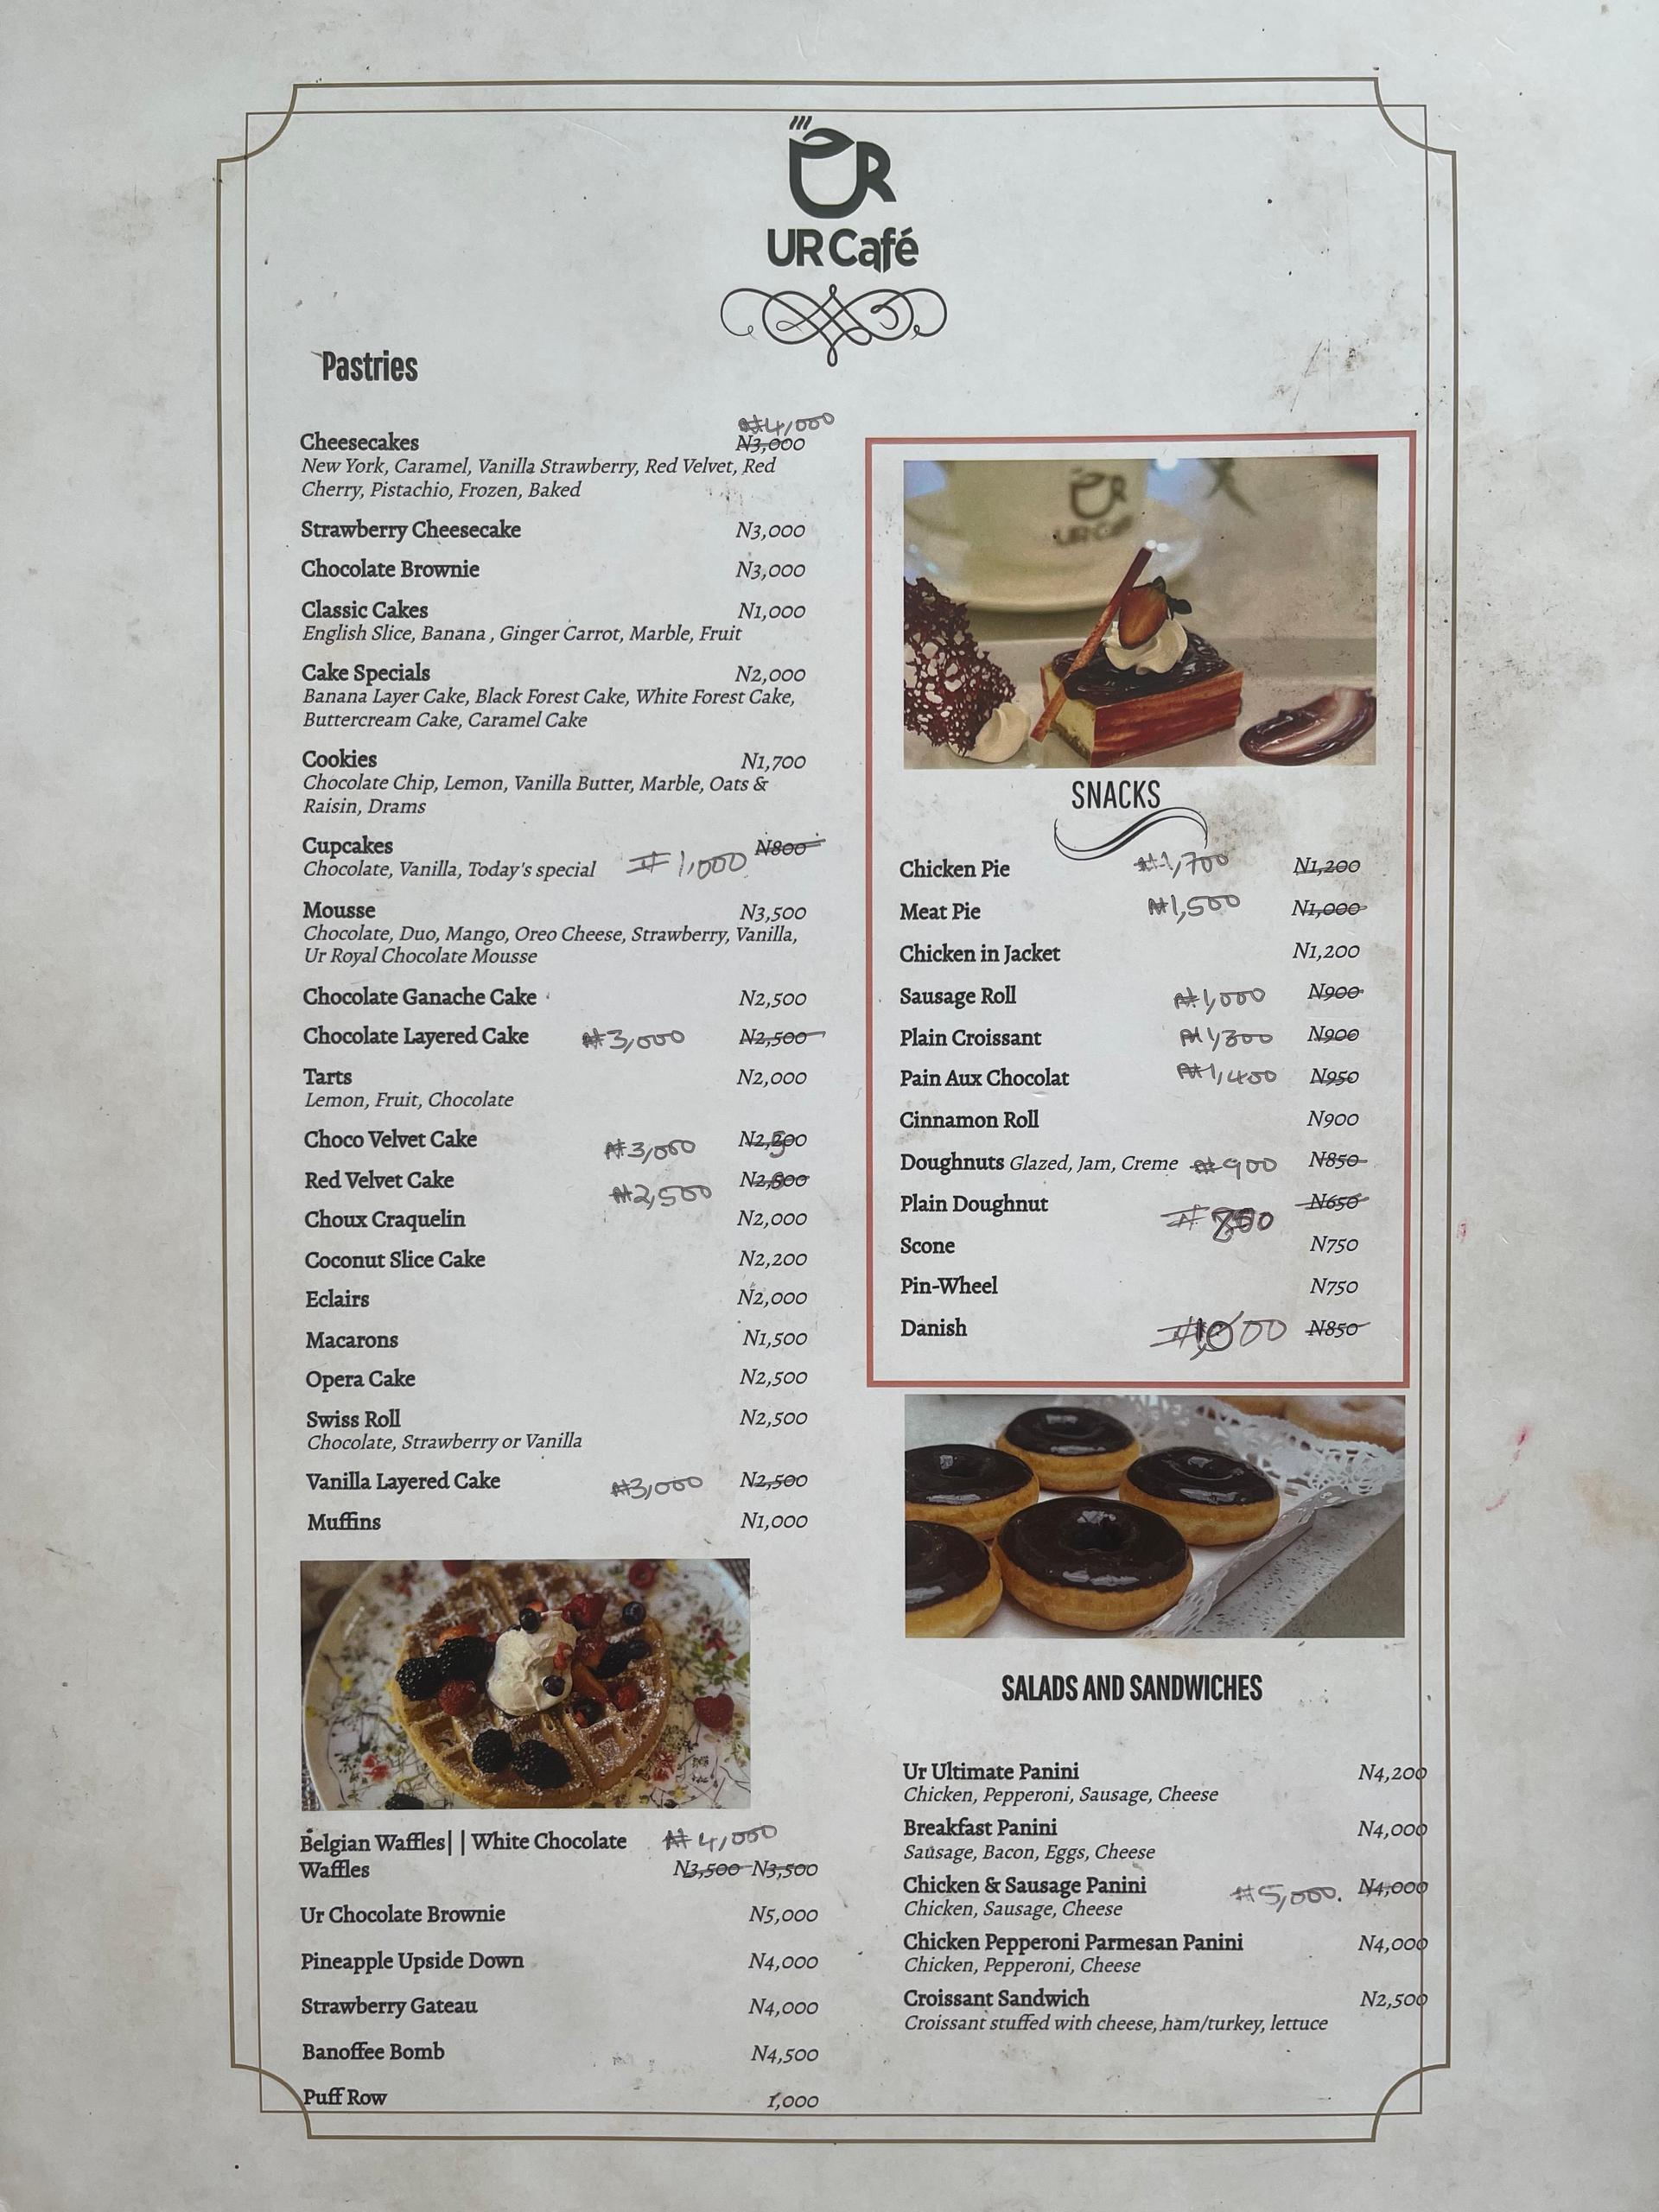 UR
UR Café
Pastries
₦4,000
Cheesecakes N3,000
New York, Caramel, Vanilla Strawberry, Red Velvet, Red
Cherry, Pistachio, Frozen, Baked
Strawberry Cheesecake N3,000
Chocolate Brownie N3,000
Classic Cakes N1,000
English Slice, Banana , Ginger Carrot, Marble, Fruit
Cake Specials N2,000
Banana Layer Cake, Black Forest Cake, White Forest Cake,
Buttercream Cake, Caramel Cake
Cookies N1,700
Chocolate Chip, Lemon, Vanilla Butter, Marble, Oats &
Raisin, Drams
Cupcakes N800
Chocolate, Vanilla, Today's special ₦1,000
Mousse N3,500
Chocolate, Duo, Mango, Oreo Cheese, Strawberry, Vanilla,
Ur Royal Chocolate Mousse
Chocolate Ganache Cake N2,500
Chocolate Layered Cake ₦3,000 N2,500
Tarts N2,000
Lemon, Fruit, Chocolate
Choco Velvet Cake ₦3,000
Red Velvet Cake ₦2,500
Choux Craquelin N2,000
Coconut Slice Cake N2,200
Eclairs N2,000
Macarons N1,500
Opera Cake N2,500
Swiss Roll N2,500
Chocolate, Strawberry or Vanilla
Vanilla Layered Cake ₦3,000 N2,500
Muffins N1,000
Belgian Waffles| | White Chocolate ₦4,000
Waffles N3,500 N3,500
Ur Chocolate Brownie N5,000
Pineapple Upside Down N4,000
Strawberry Gateau N4,000
Banoffee Bomb N4,500
Puff Row 1,000
UR
UR Café
SNACKS
Chicken Pie ₦1,700 N1,200
Meat Pie ₦1,500 N1,000
Chicken in Jacket N1,200
Sausage Roll ₦1,000 N900
Plain Croissant ₦1,300 N900
Pain Aux Chocolat ₦1,400 N950
Cinnamon Roll N900
Doughnuts Glazed, Jam, Creme ₦900 N850
Plain Doughnut N650
Scone N750
Pin-Wheel N750
Danish ₦1000 N850
SALADS AND SANDWICHES
Ur Ultimate Panini N4,200
Chicken, Pepperoni, Sausage, Cheese
Breakfast Panini N4,000
Sausage, Bacon, Eggs, Cheese
Chicken & Sausage Panini ₦5,000. N4,000
Chicken, Sausage, Cheese
Chicken Pepperoni Parmesan Panini N4,000
Chicken, Pepperoni, Cheese
Croissant Sandwich N2,500
Croissant stuffed with cheese, ham/turkey, lettuce